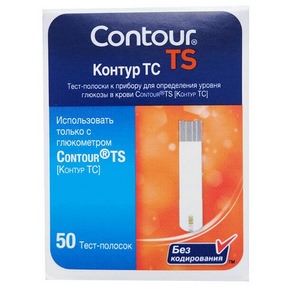 Contour®
TS
Контур ТС
Тест-полоски к прибору для определения уровня
глюкозы в крови Contour®TS [Контур ТС]
Использовать
только с
глюкометром
Contour®TS
[Контур ТС]
50 Тест-полосок
Без
кодирования
™